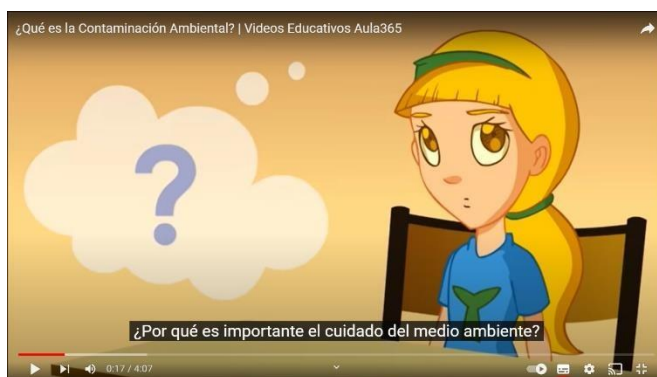 ¿Qué es la Contaminación Ambiental? | Videos Educativos Aula365
?
¿Por qué es importante el cuidado del medio ambiente?
0:17 / 4:07